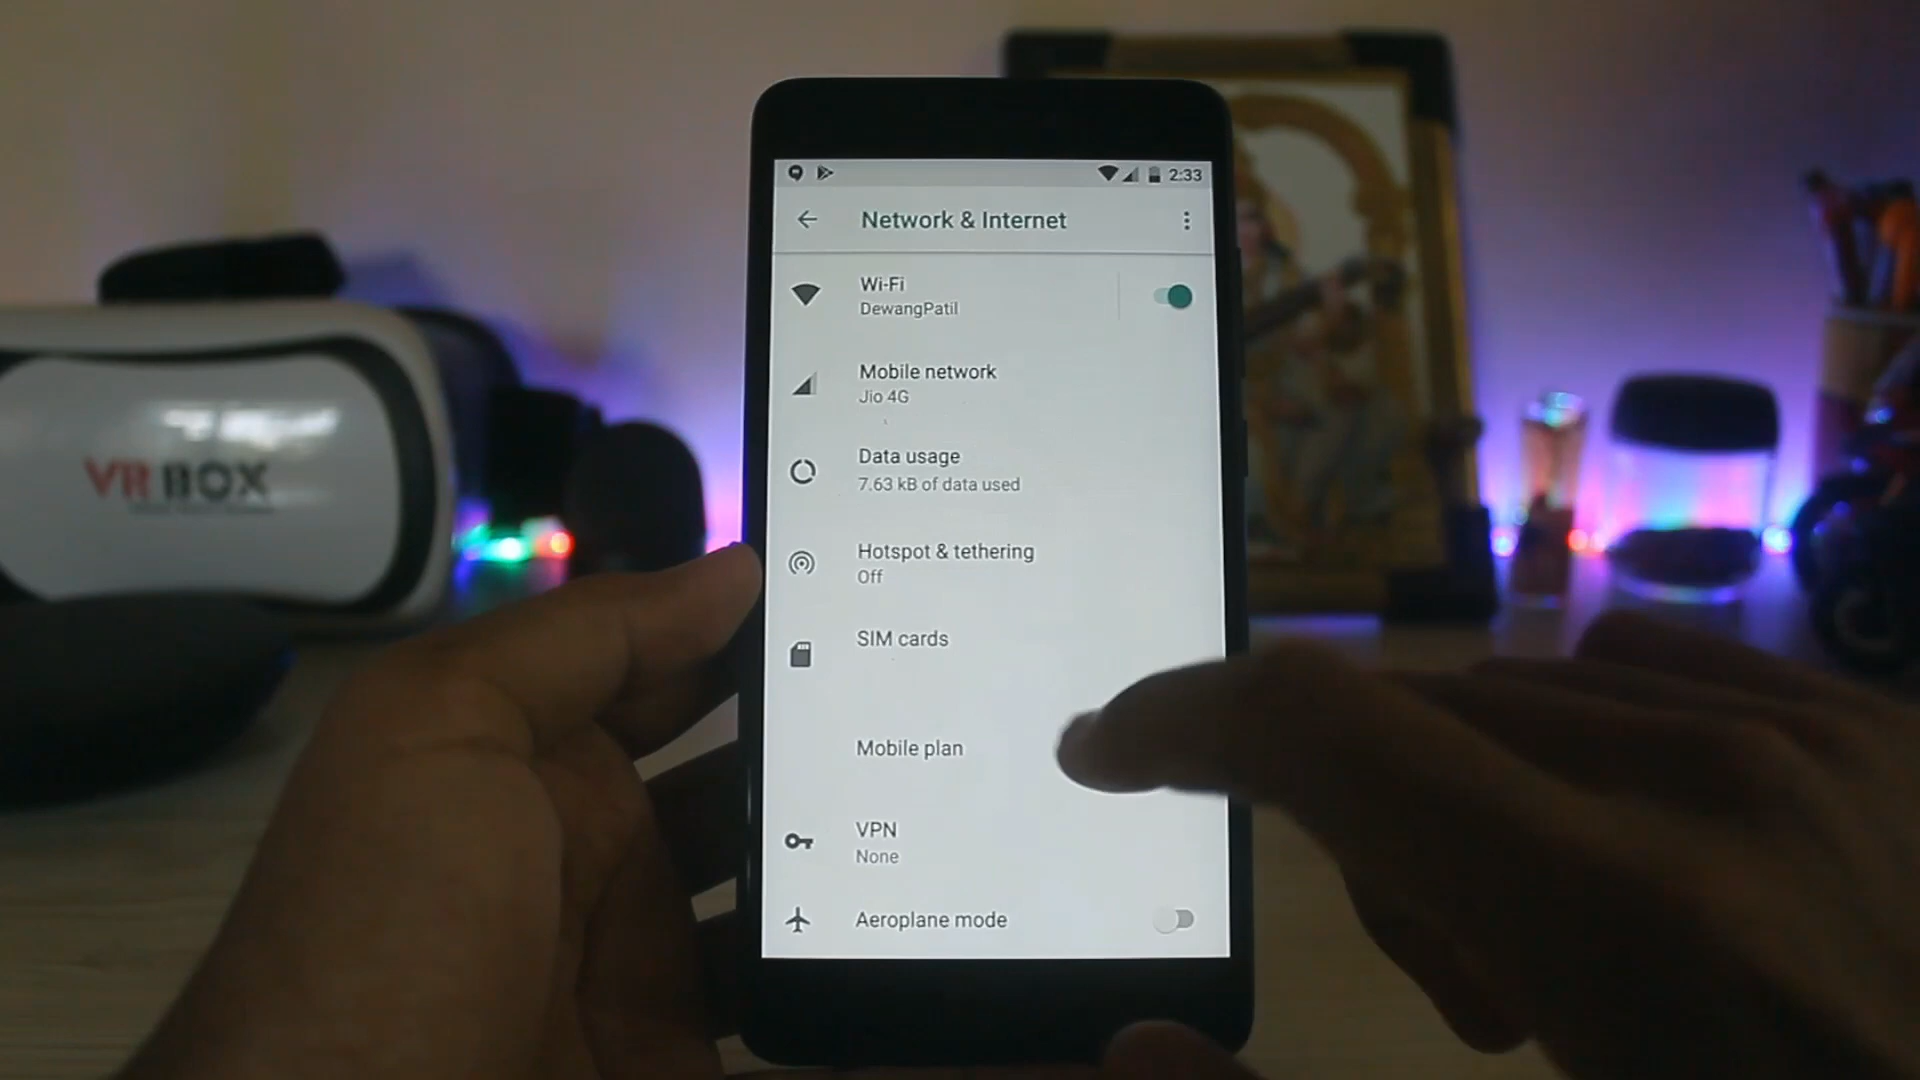 VR BOX
2:33
Network & Internet
Wi-Fi
DewangPatil
Mobile network
Jio 4G
Data usage
7.63 kB of data used
Hotspot & tethering
Off
SIM cards
Mobile plan
VPN
None
Aeroplane mode